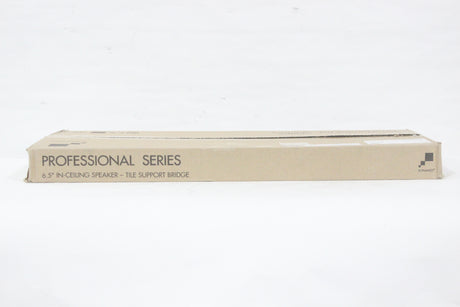 PROFESSIONAL SERIES
6.5" IN-CEILING SPEAKER - TILE SUPPORT BRIDGE